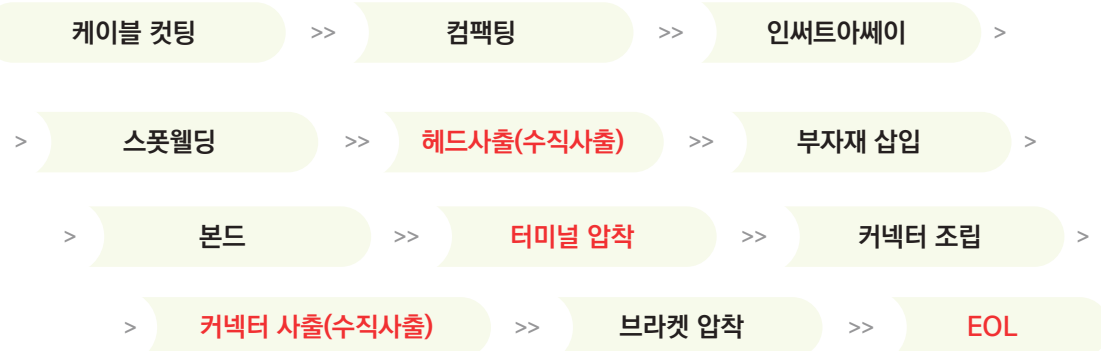 케이블 컷팅 >> 컴팩팅 >> 인써트아쎄이 >
> 스폿웰딩 >> 헤드사출(수직사출) >> 부자재 삽입 >
> 본드 >> 터미널 압착 >> 커넥터 조립 >
> 커넥터 사출(수직사출) >> 브라켓 압착 >> EOL